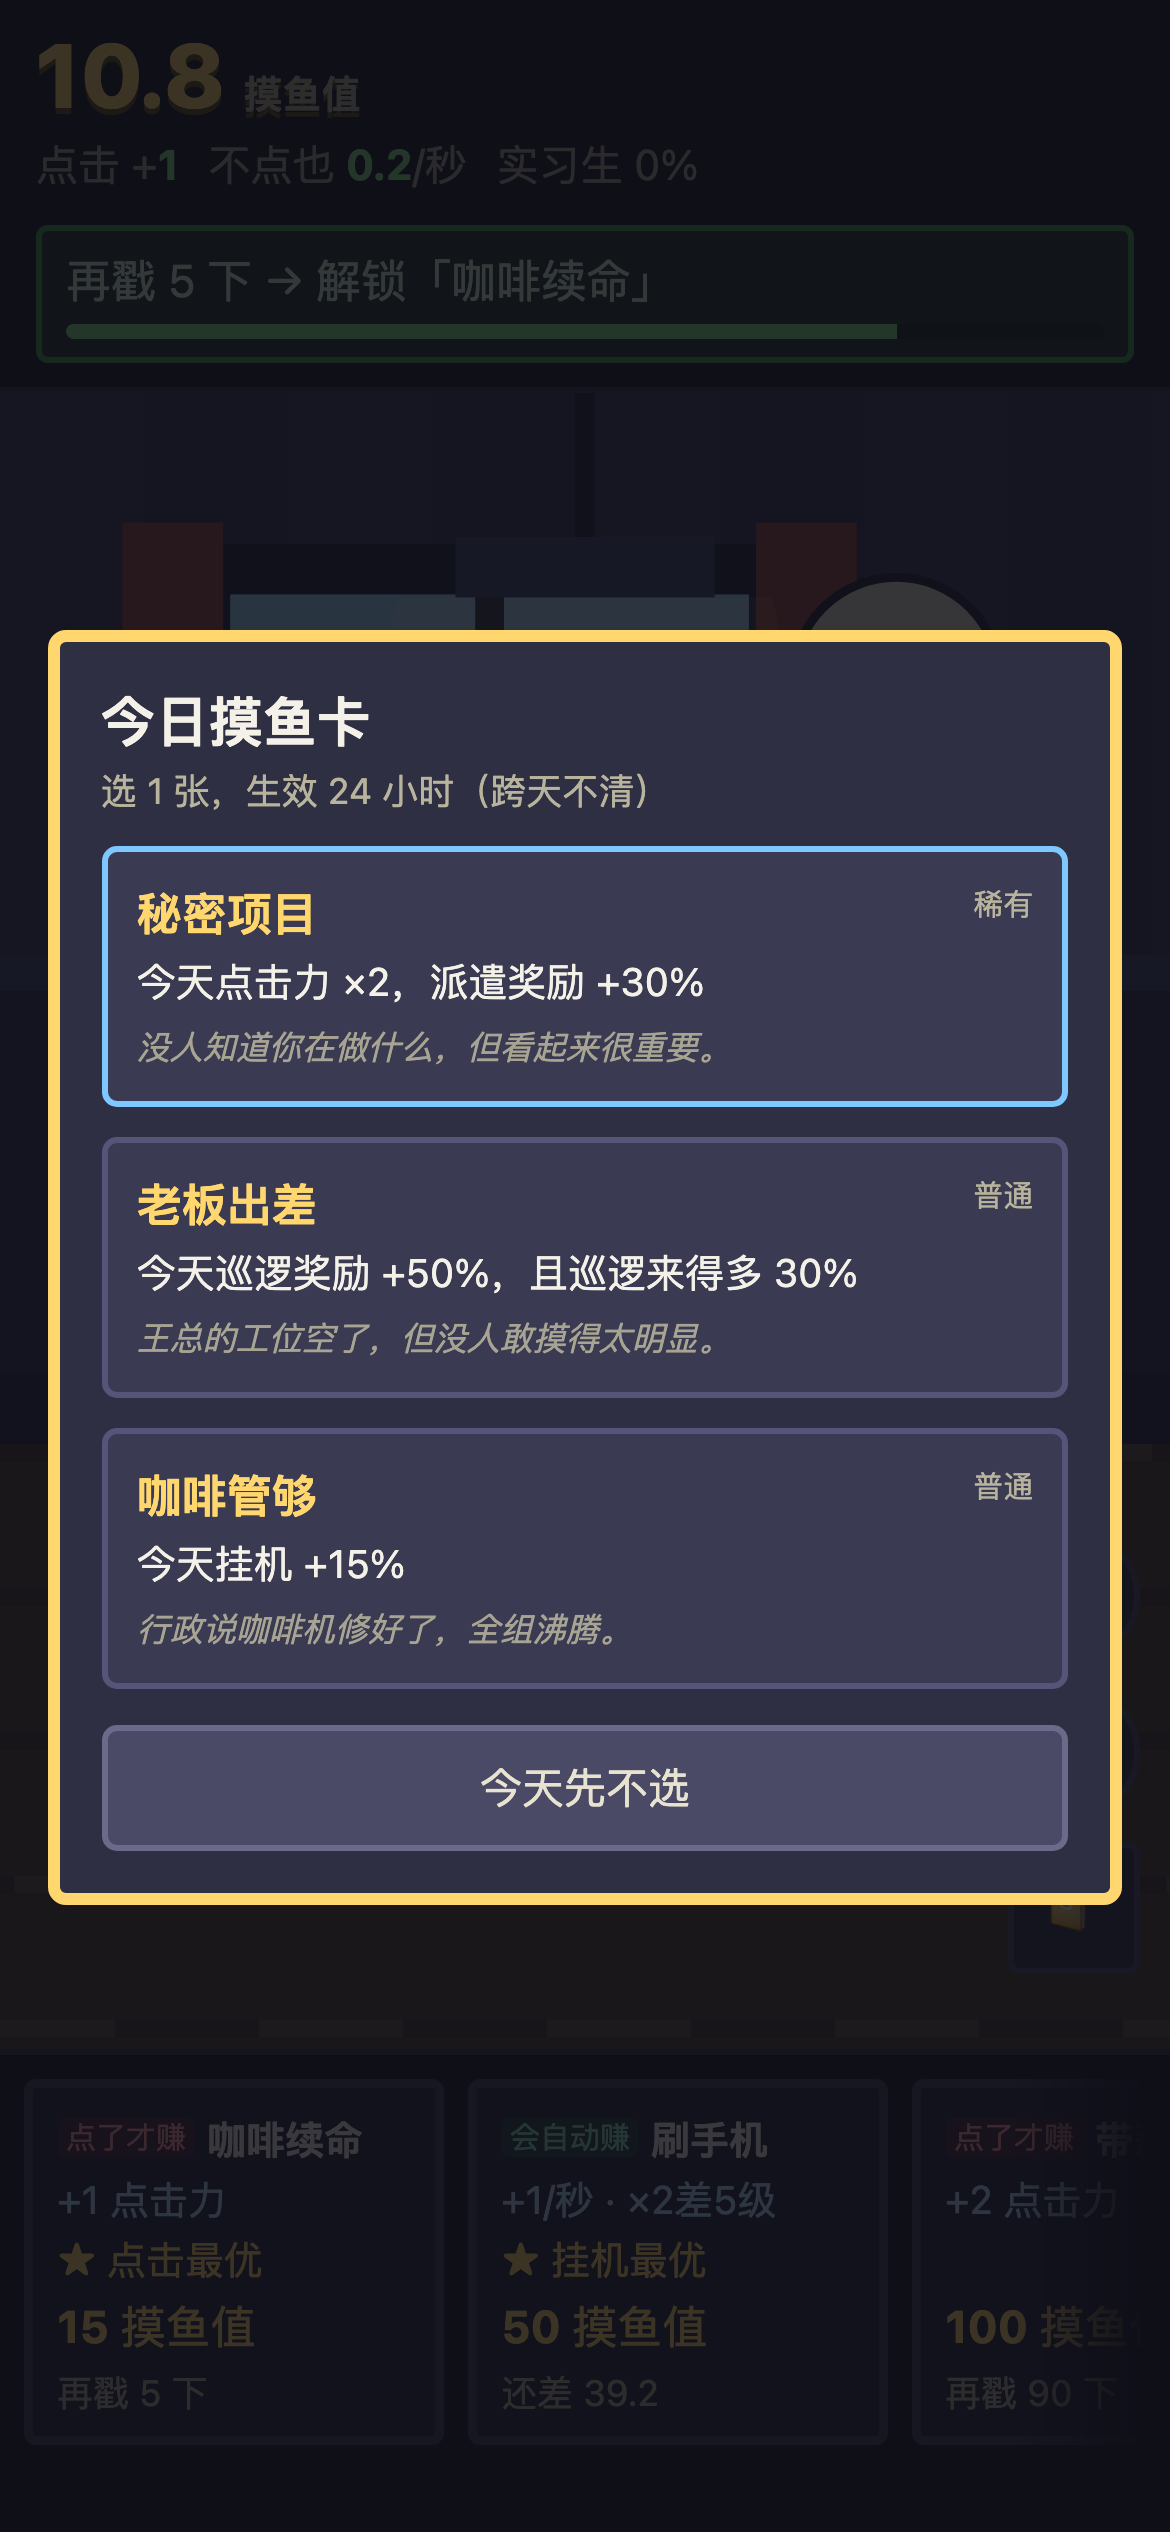 10.8 摸鱼值
点击 +1 不点也 0.2/秒 实习生 0%
再戳 5 下 → 解锁「咖啡续命」
今日摸鱼卡
选 1 张，生效 24 小时（跨天不清）
秘密项目 稀有
今天点击力 ×2，派遣奖励 +30%
没人知道你在做什么，但看起来很重要。
老板出差 普通
今天巡逻奖励 +50%，且巡逻来得多 30%
王总的工位空了，但没人敢摸得太明显。
咖啡管够 普通
今天挂机 +15%
行政说咖啡机修好了，全组沸腾。
今天先不选
点了才赚 咖啡续命
+1 点击力
★ 点击最优
15 摸鱼值
再戳 5 下
会自动赚 刷手机
+1/秒 · ×2差5级
★ 挂机最优
50 摸鱼值
还差 39.2
点了才赚 带
+2 点击力
100 摸鱼
再戳 90 下